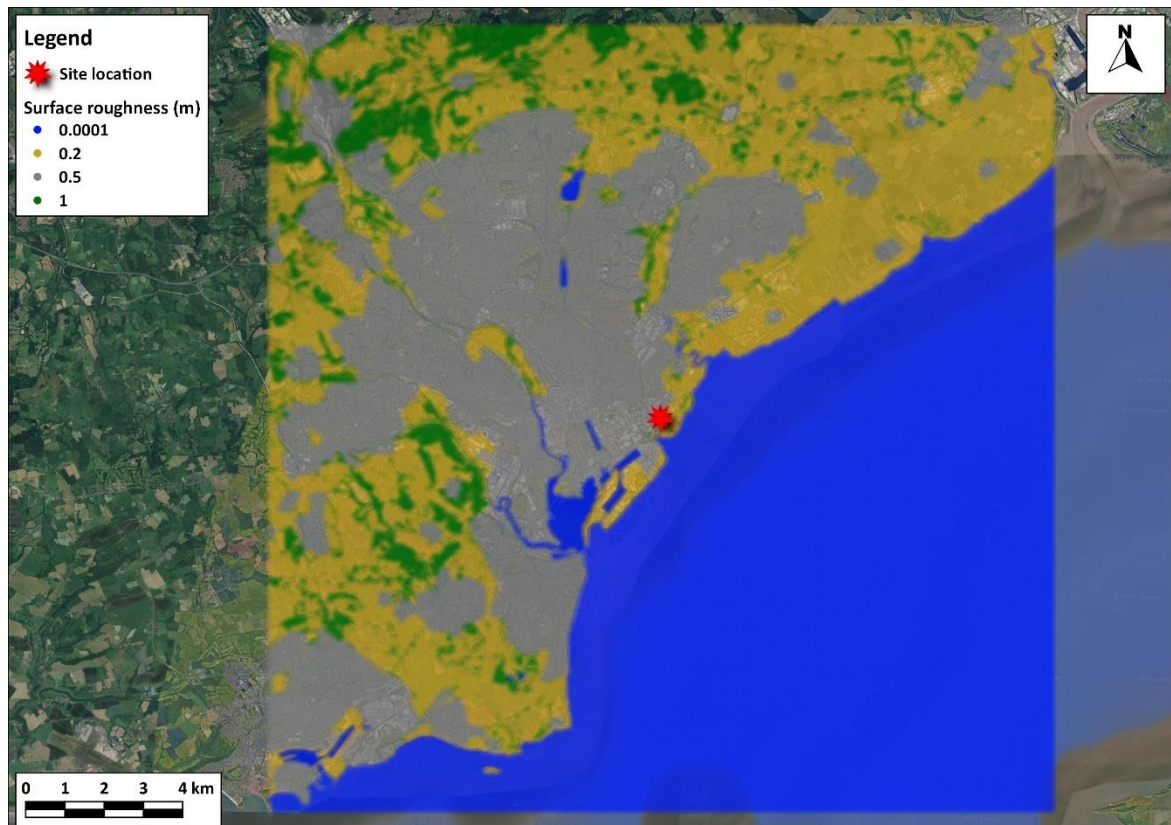 Legend
Site location
Surface roughness (m)
0.0001
0.2
0.5
1
N
0 1 2 3 4 km